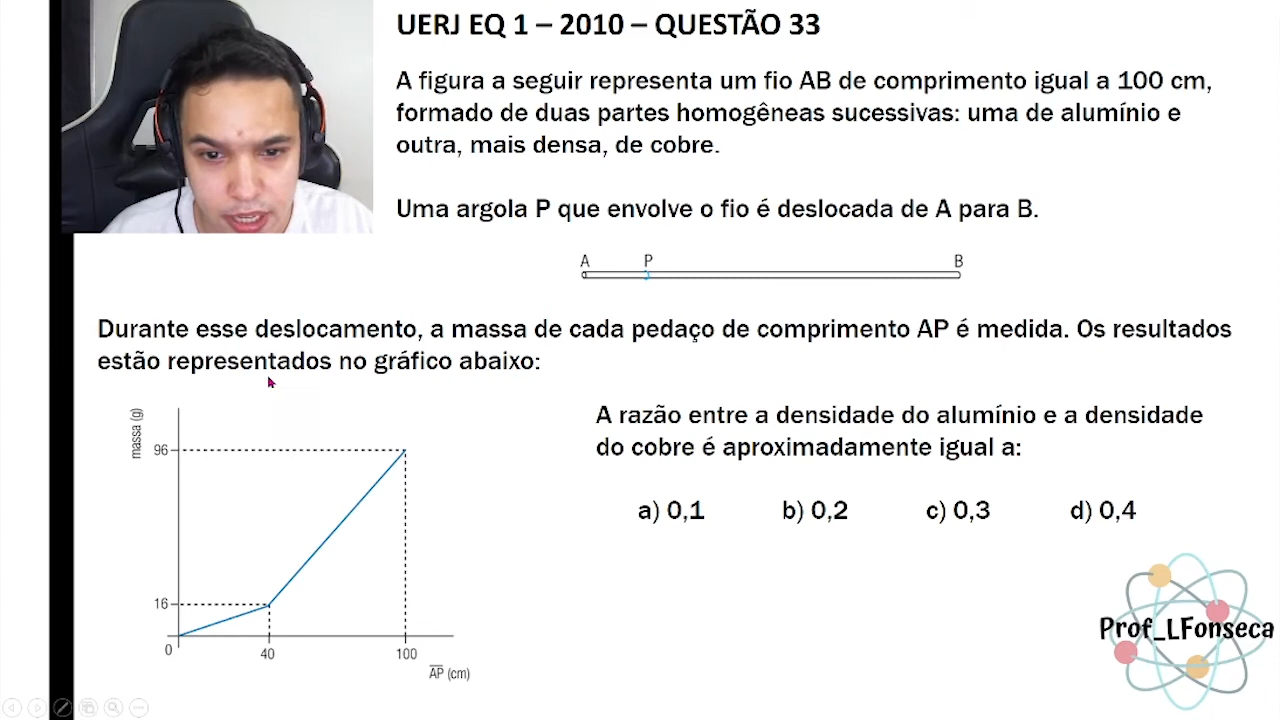 UERJ EQ 1 – 2010 – QUESTÃO 33
A figura a seguir representa um fio AB de comprimento igual a 100 cm,
formado de duas partes homogêneas sucessivas: uma de alumínio e
outra, mais densa, de cobre.
Uma argola P que envolve o fio é deslocada de A para B.
A P B
Durante esse deslocamento, a massa de cada pedaço de comprimento AP é medida. Os resultados
estão representados no gráfico abaixo:
massa (g)
96
16
0
40
100
AP (cm)
A razão entre a densidade do alumínio e a densidade
do cobre é aproximadamente igual a:
a) 0,1 b) 0,2 c) 0,3 d) 0,4
Prof_LFonseca